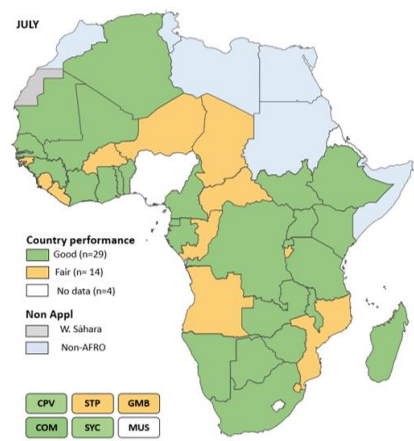 JULY
Country performance
Good (n=29)
Fair (n= 14)
No data (n=4)
Non Appl
W. Sáhara
Non-AFRO
CPV STP GMB
COM SYC MUS